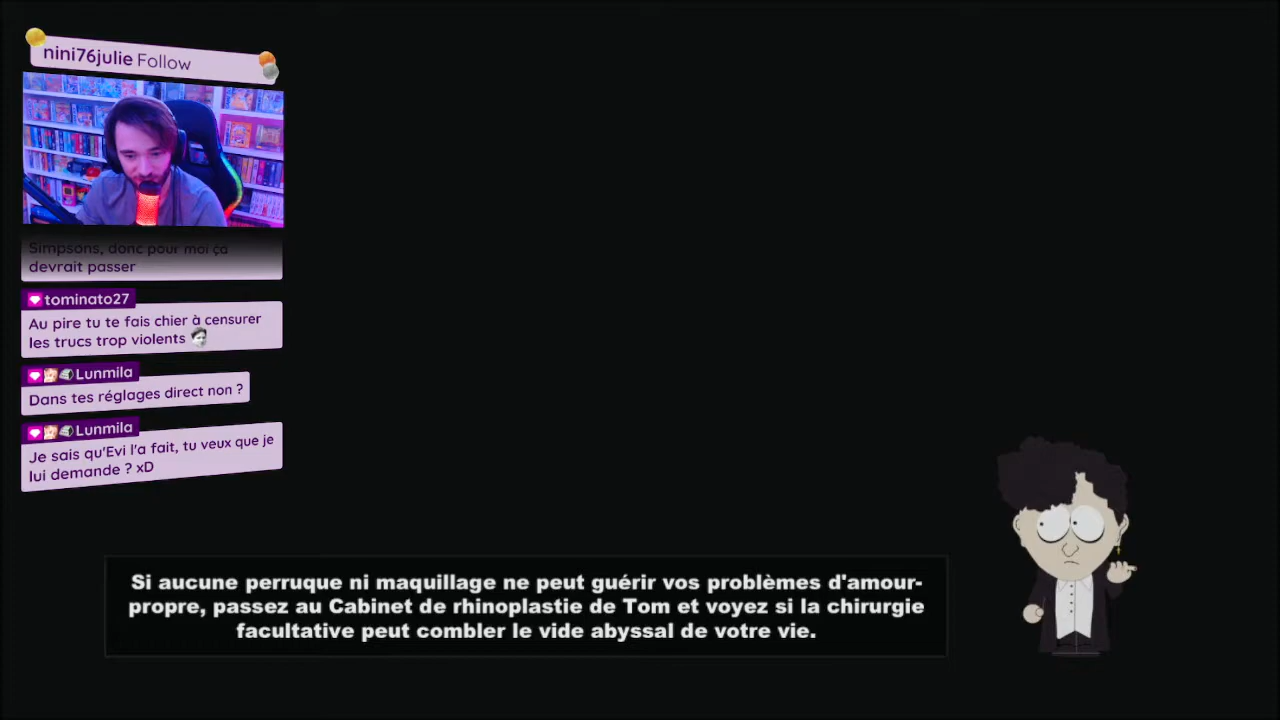 nini76julie Follow
Simpsons, donc pour moi ça
devrait passer
tominato27
Au pire tu te fais chier à censurer
les trucs trop violents
Lunmila
Dans tes réglages direct non ?
Lunmila
Je sais qu'Evi l'a fait, tu veux que je
lui demande ? xD
Si aucune perruque ni maquillage ne peut guérir vos problèmes d'amour-
propre, passez au Cabinet de rhinoplastie de Tom et voyez si la chirurgie
facultative peut combler le vide abyssal de votre vie.